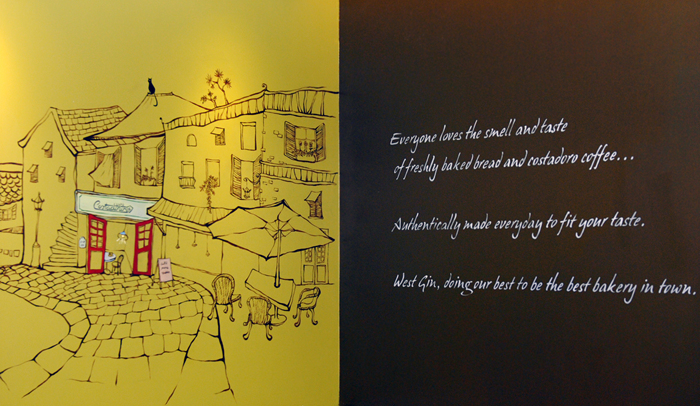 Everyone loves the smell and taste
of freshly baked bread and costadoro coffee...
Authentically made everyday to fit your taste.
West Gin, doing our best to be the best bakery in town.